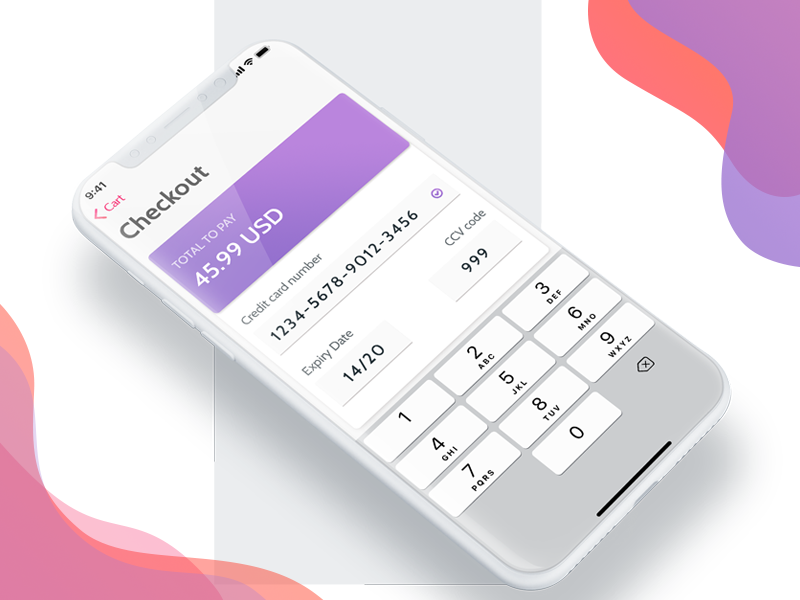 9:41
Cart
Checkout
TOTAL TO PAY
45.99 USD
Credit card number
1234-5678-9012-3456
Expiry Date
14/20
CCV code
999
1
2
ABC
3
DEF
4
GHI
5
JKL
6
MNO
7
PQRS
8
TUV
9
WXYZ
0